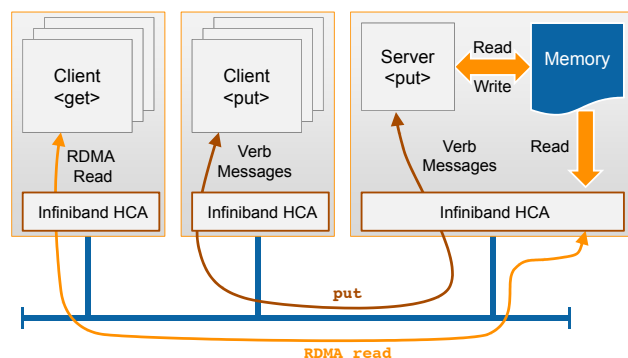 Client
<get>
RDMA
Read
Infiniband HCA
Client
<put>
Verb
Messages
Infiniband HCA
Server
<put>
Read
Write
Memory
Verb
Messages
Read
Infiniband HCA
put
RDMA read